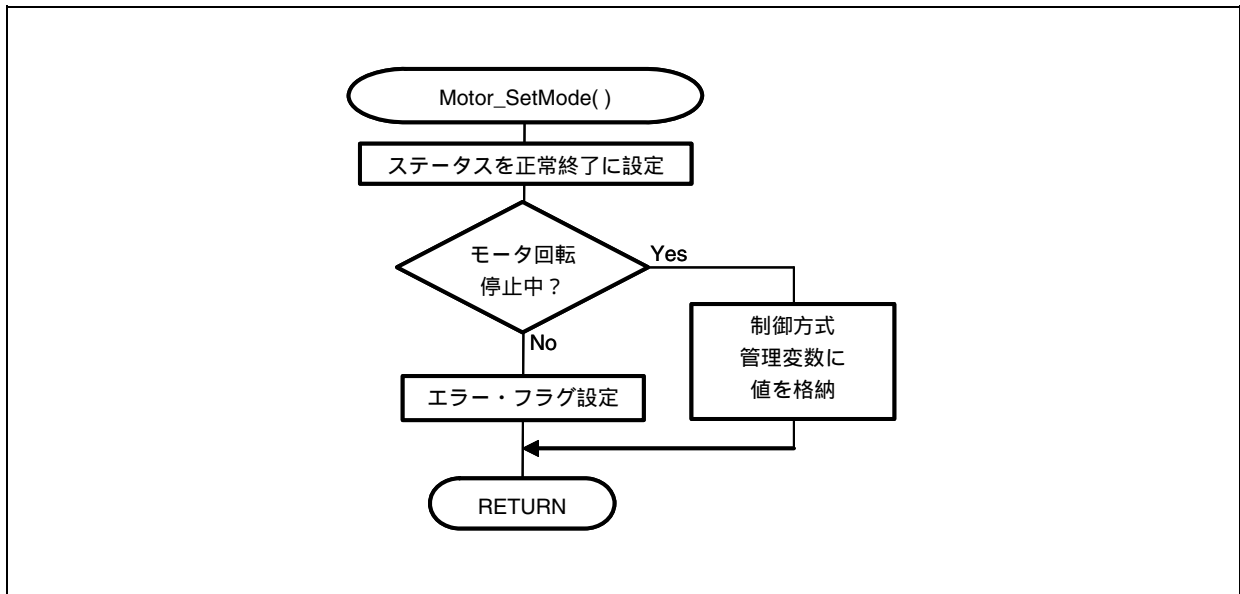 Motor_SetMode( )
ステータスを正常終了に設定
モータ回転
停止中？
Yes
制御方式
管理変数に
値を格納
No
エラー・フラグ設定
RETURN